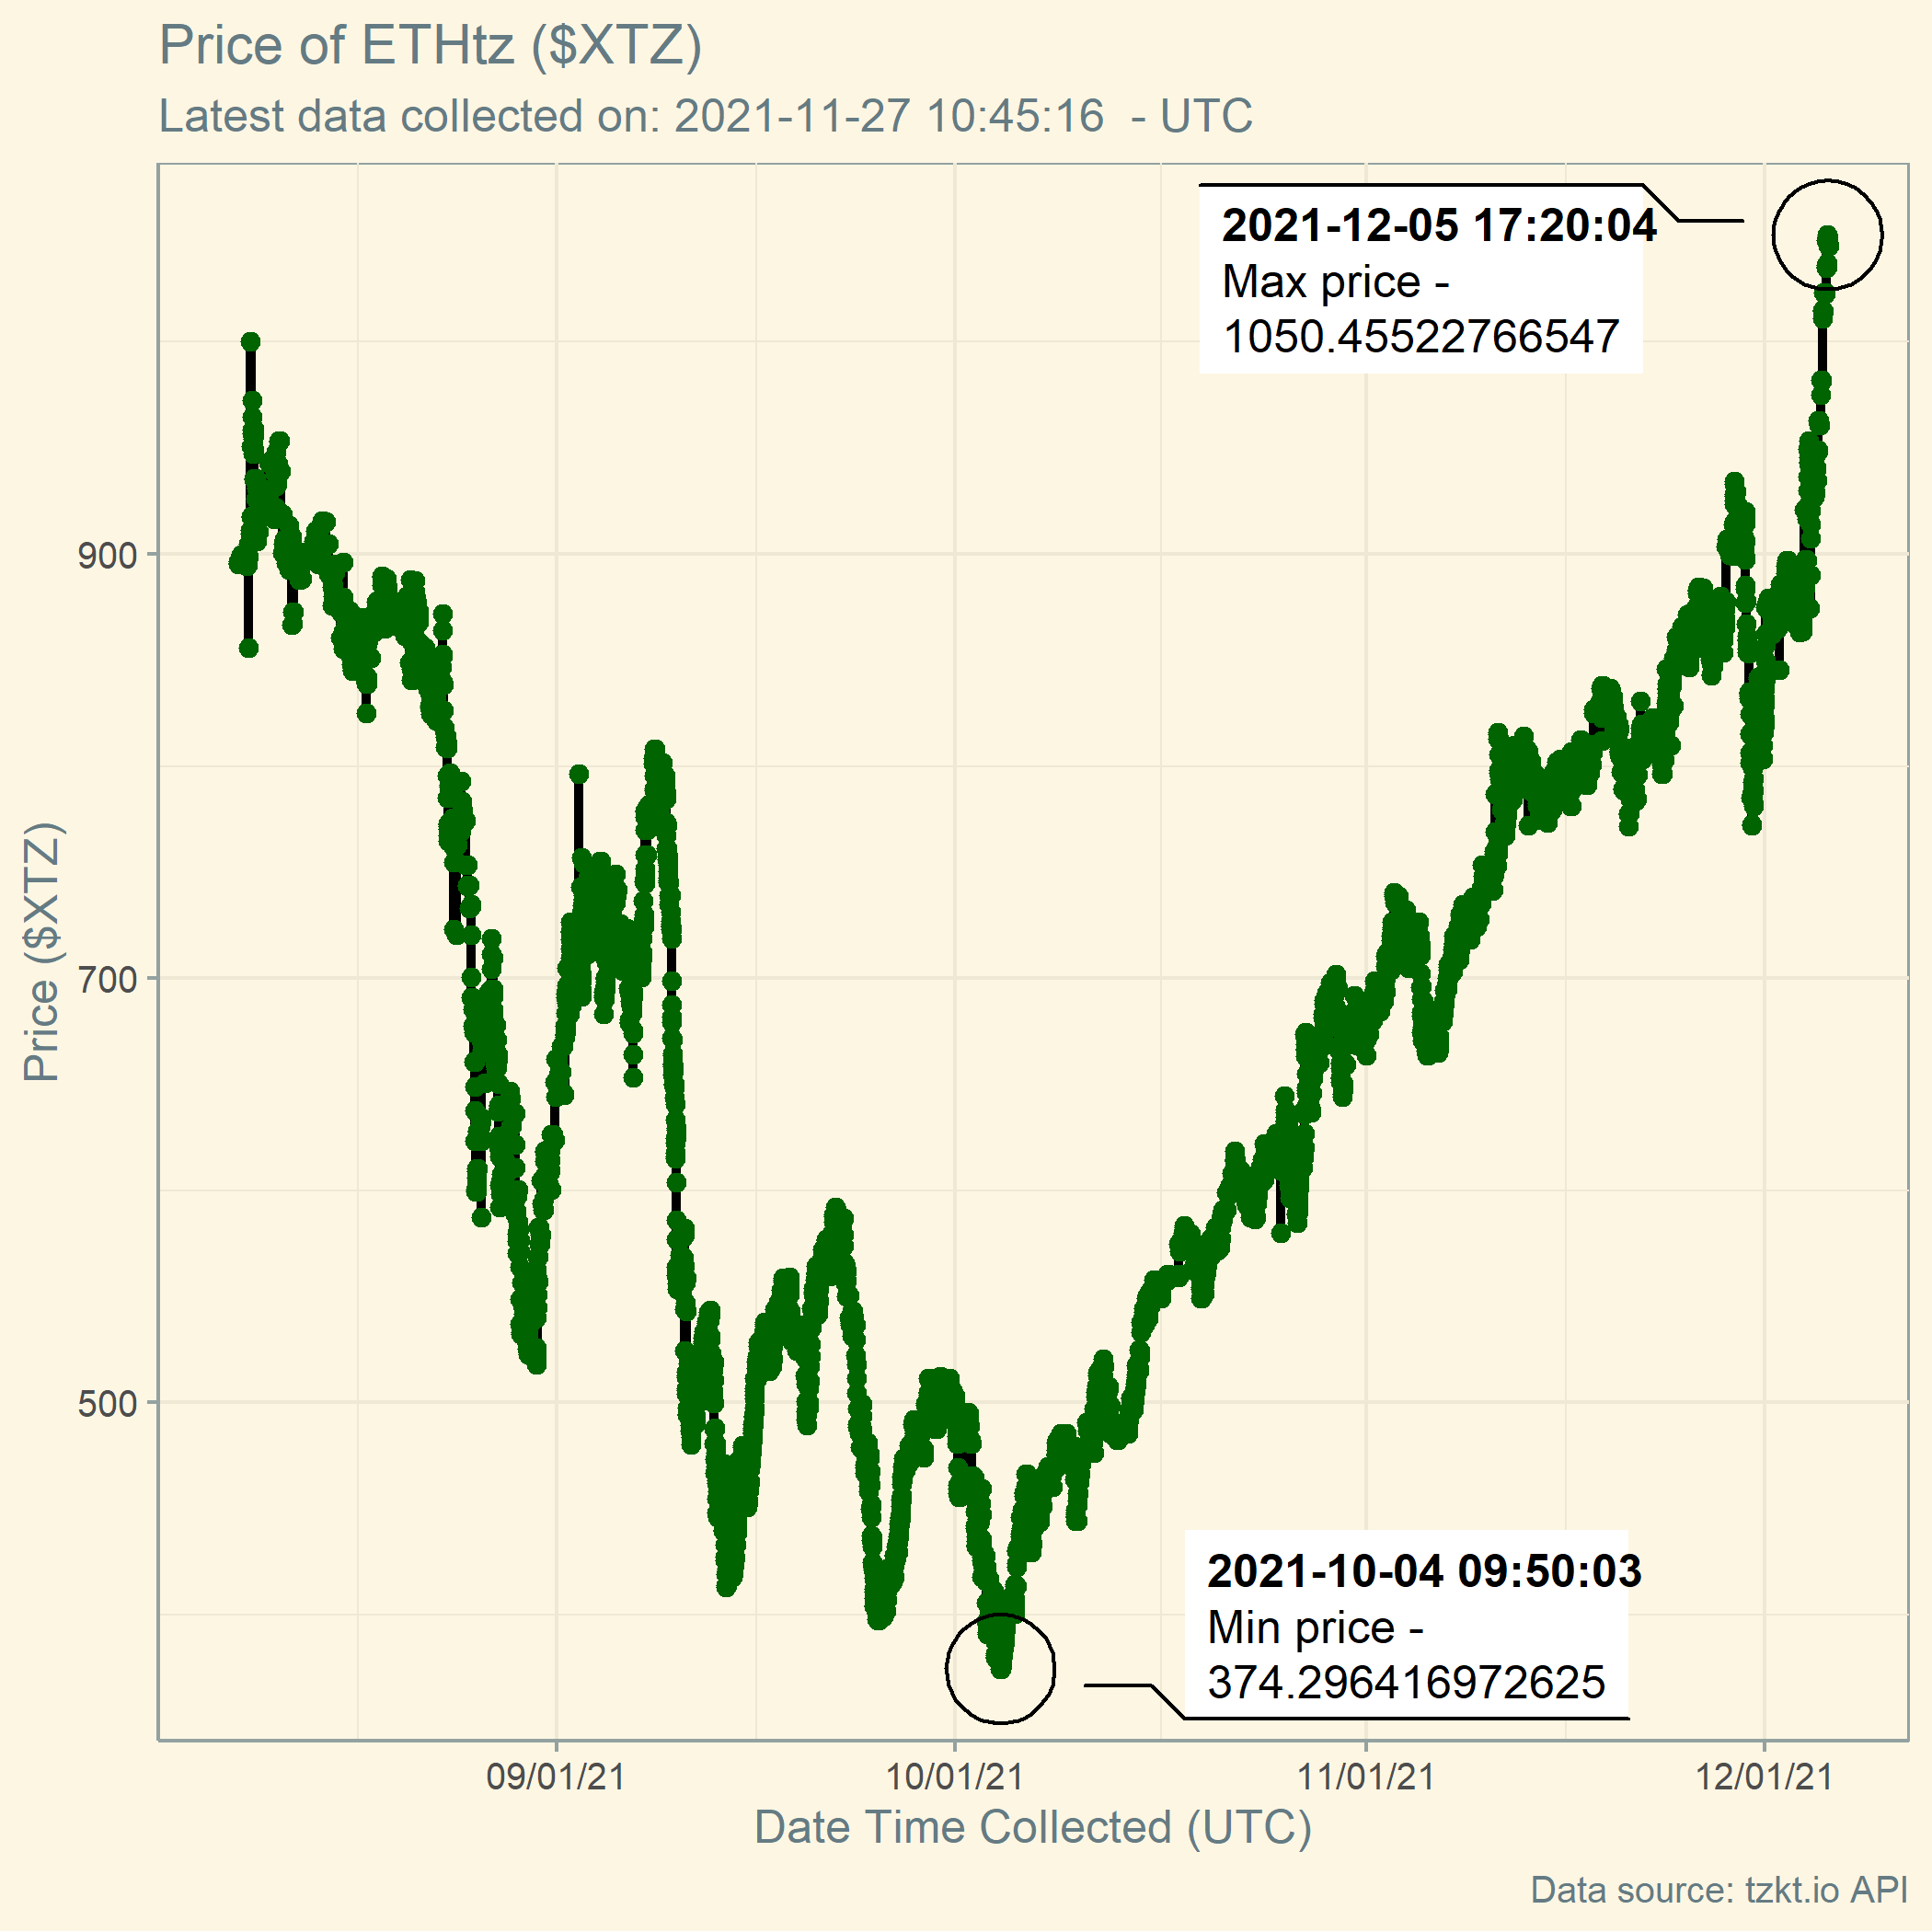 Price of ETHtz ($XTZ)
Latest data collected on: 2021-11-27 10:45:16  - UTC
2021-12-05 17:20:04
Max price -
1050.45522766547
900
700
500
Price ($XTZ)
2021-10-04 09:50:03
Min price -
374.296416972625
09/01/21
10/01/21
11/01/21
12/01/21
Date Time Collected (UTC)
Data source: tzkt.io API